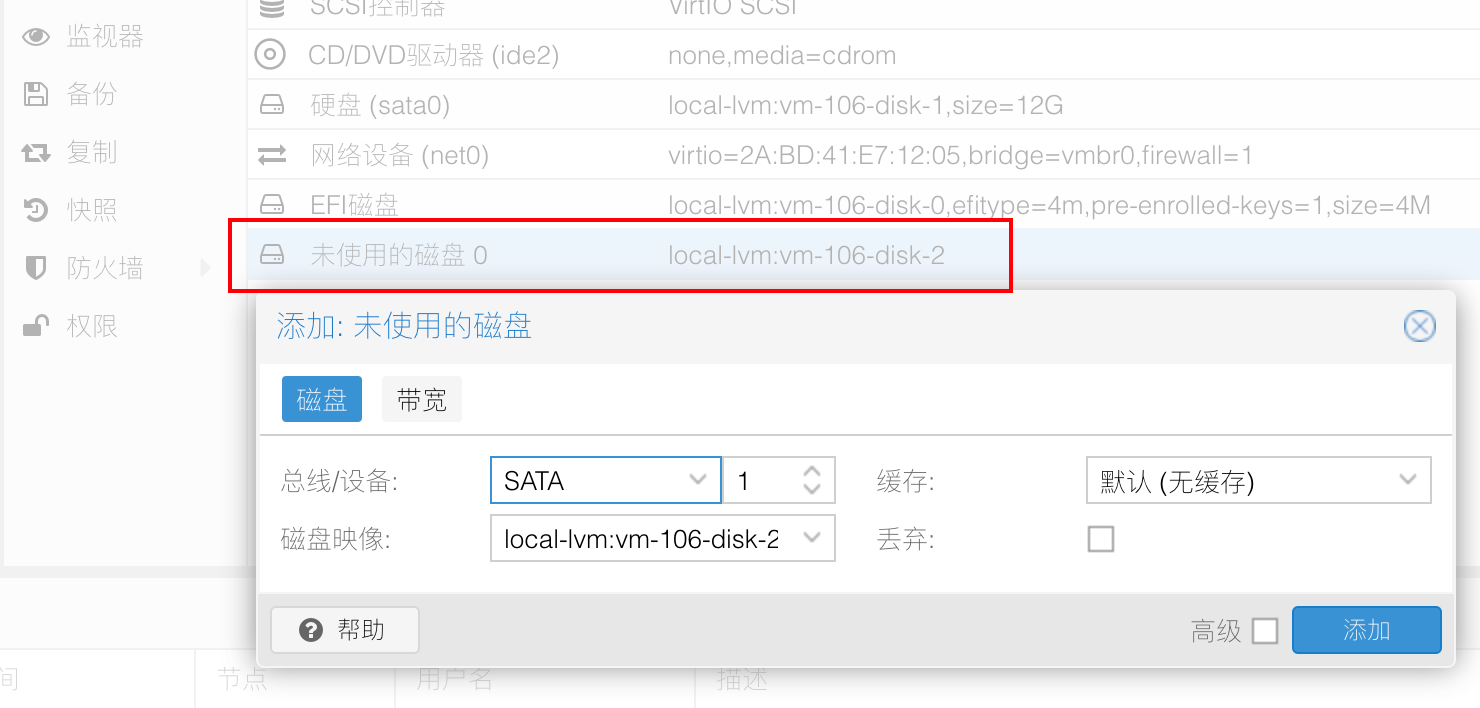 监视器
备份
复制
快照
防火墙
权限
SCSI控制器 VirtIO SCSI
CD/DVD驱动器 (ide2) none,media=cdrom
硬盘 (sata0) local-lvm:vm-106-disk-1,size=12G
网络设备 (net0) virtio=2A:BD:41:E7:12:05,bridge=vmbr0,firewall=1
EFI磁盘 local-lvm:vm-106-disk-0,efitype=4m,pre-enrolled-keys=1,size=4M
未使用的磁盘 0 local-lvm:vm-106-disk-2
添加: 未使用的磁盘
磁盘 带宽
总线/设备: SATA 1 缓存: 默认 (无缓存)
磁盘映像: local-lvm:vm-106-disk-2 丢弃:
帮助 高级 添加
间 节点 用户名 描述